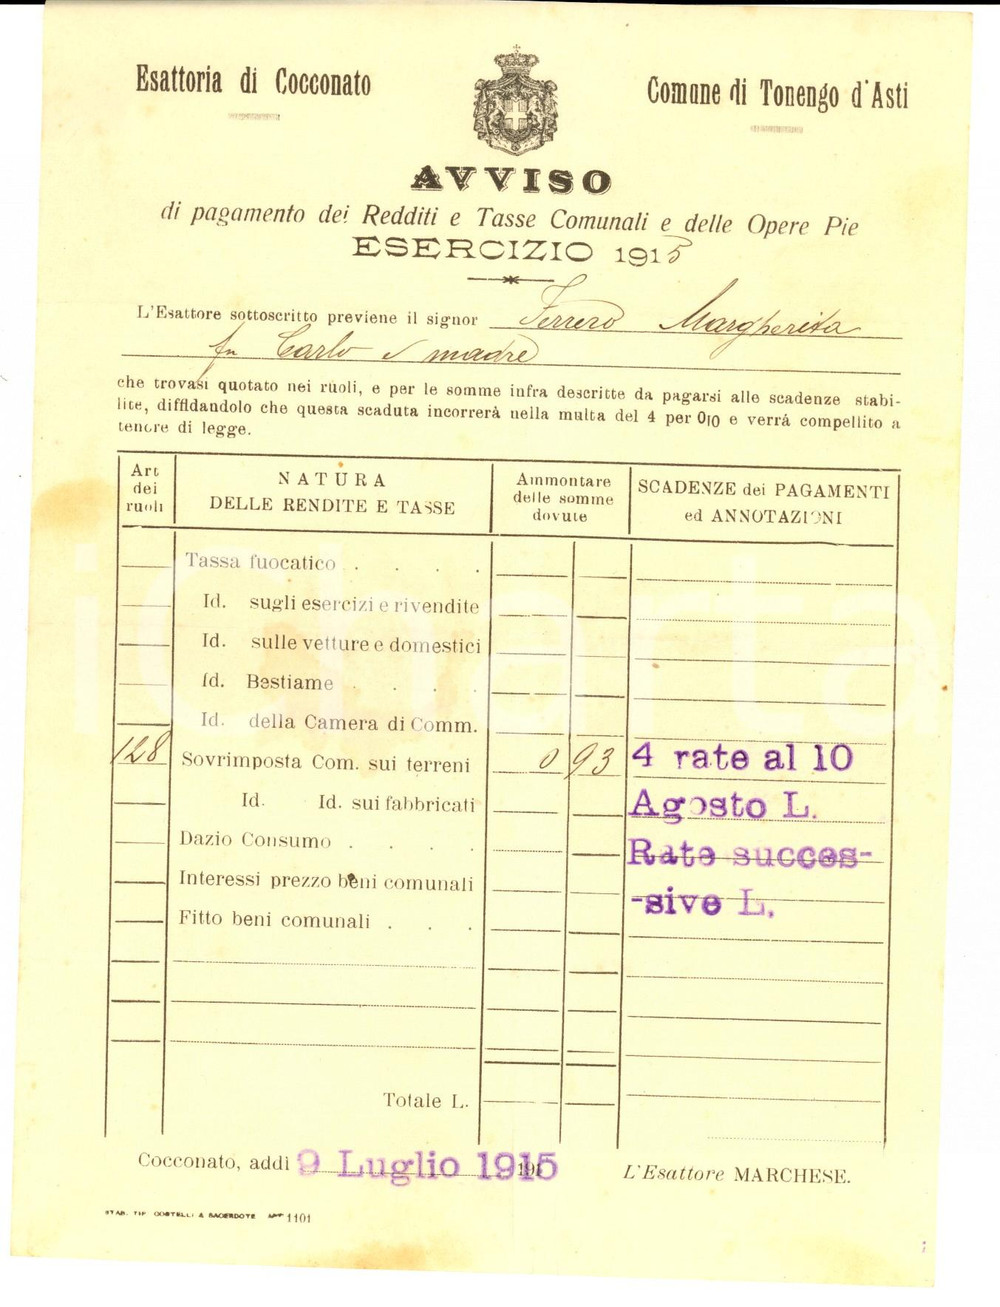 Esattoria di Cocconato
Comune di Tonengo d'Asti
AVVISO
di pagamento dei Redditi e Tasse Comunali e delle Opere Pie
ESERCIZIO 1915
L'Esattore sottoscritto previene il signor Ferrero Margherita
fu Carlo e madre
che trovasi quotato nei ruoli, e per le somme infra descritte da pagarsi alle scadenze stabi-
lite, diffidandolo che questa scaduta incorrerà nella multa del 4 per 0|0 e verrà compellito a
tenore di legge.
Art
dei
ruoli
NATURA
DELLE RENDITE E TASSE
Ammontare
delle somme
dovute
SCADENZE dei PAGAMENTI
ed ANNOTAZIONI
Tassa fuocatico . . . .
Id. sugli esercizi e rivendite
Id. sulle vetture e domestici
Id. Bestiame . . . .
Id. della Camera di Comm.
128 Sovrimposta Com. sui terreni 0 93 4 rate al 10
Id. Id. sui fabbricati Agosto L.
Dazio Consumo . . . . Rate succes-
Interessi prezzo beni comunali -sive L.
Fitto beni comunali . . .
Totale L.
Cocconato, addì 9 Luglio 1915 191
L'Esattore MARCHESE.
STAB. TIP. COSTELLI & SACERDOTE 1101